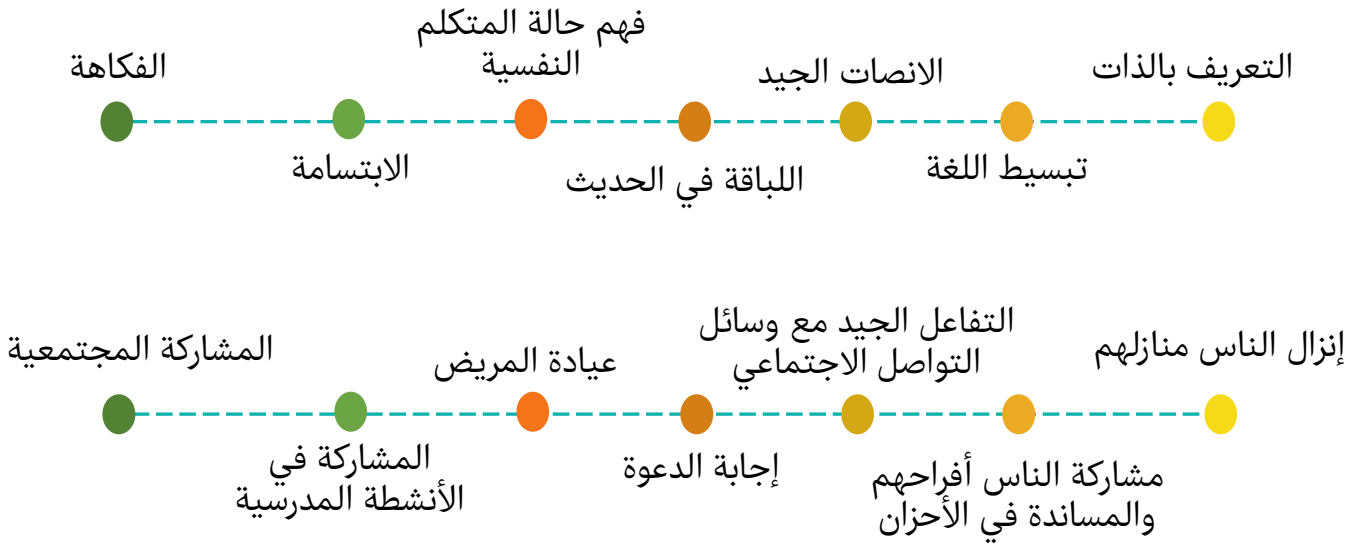 التعريف بالذات
تبسيط اللغة
الانصات الجيد
اللباقة في الحديث
فهم حالة المتكلم
النفسية
الابتسامة
الفكاهة
إنزال الناس منازلهم
مشاركة الناس أفراحهم
والمساندة في الأحزان
التفاعل الجيد مع وسائل
التواصل الاجتماعي
إجابة الدعوة
عيادة المريض
المشاركة في
الأنشطة المدرسية
المشاركة المجتمعية